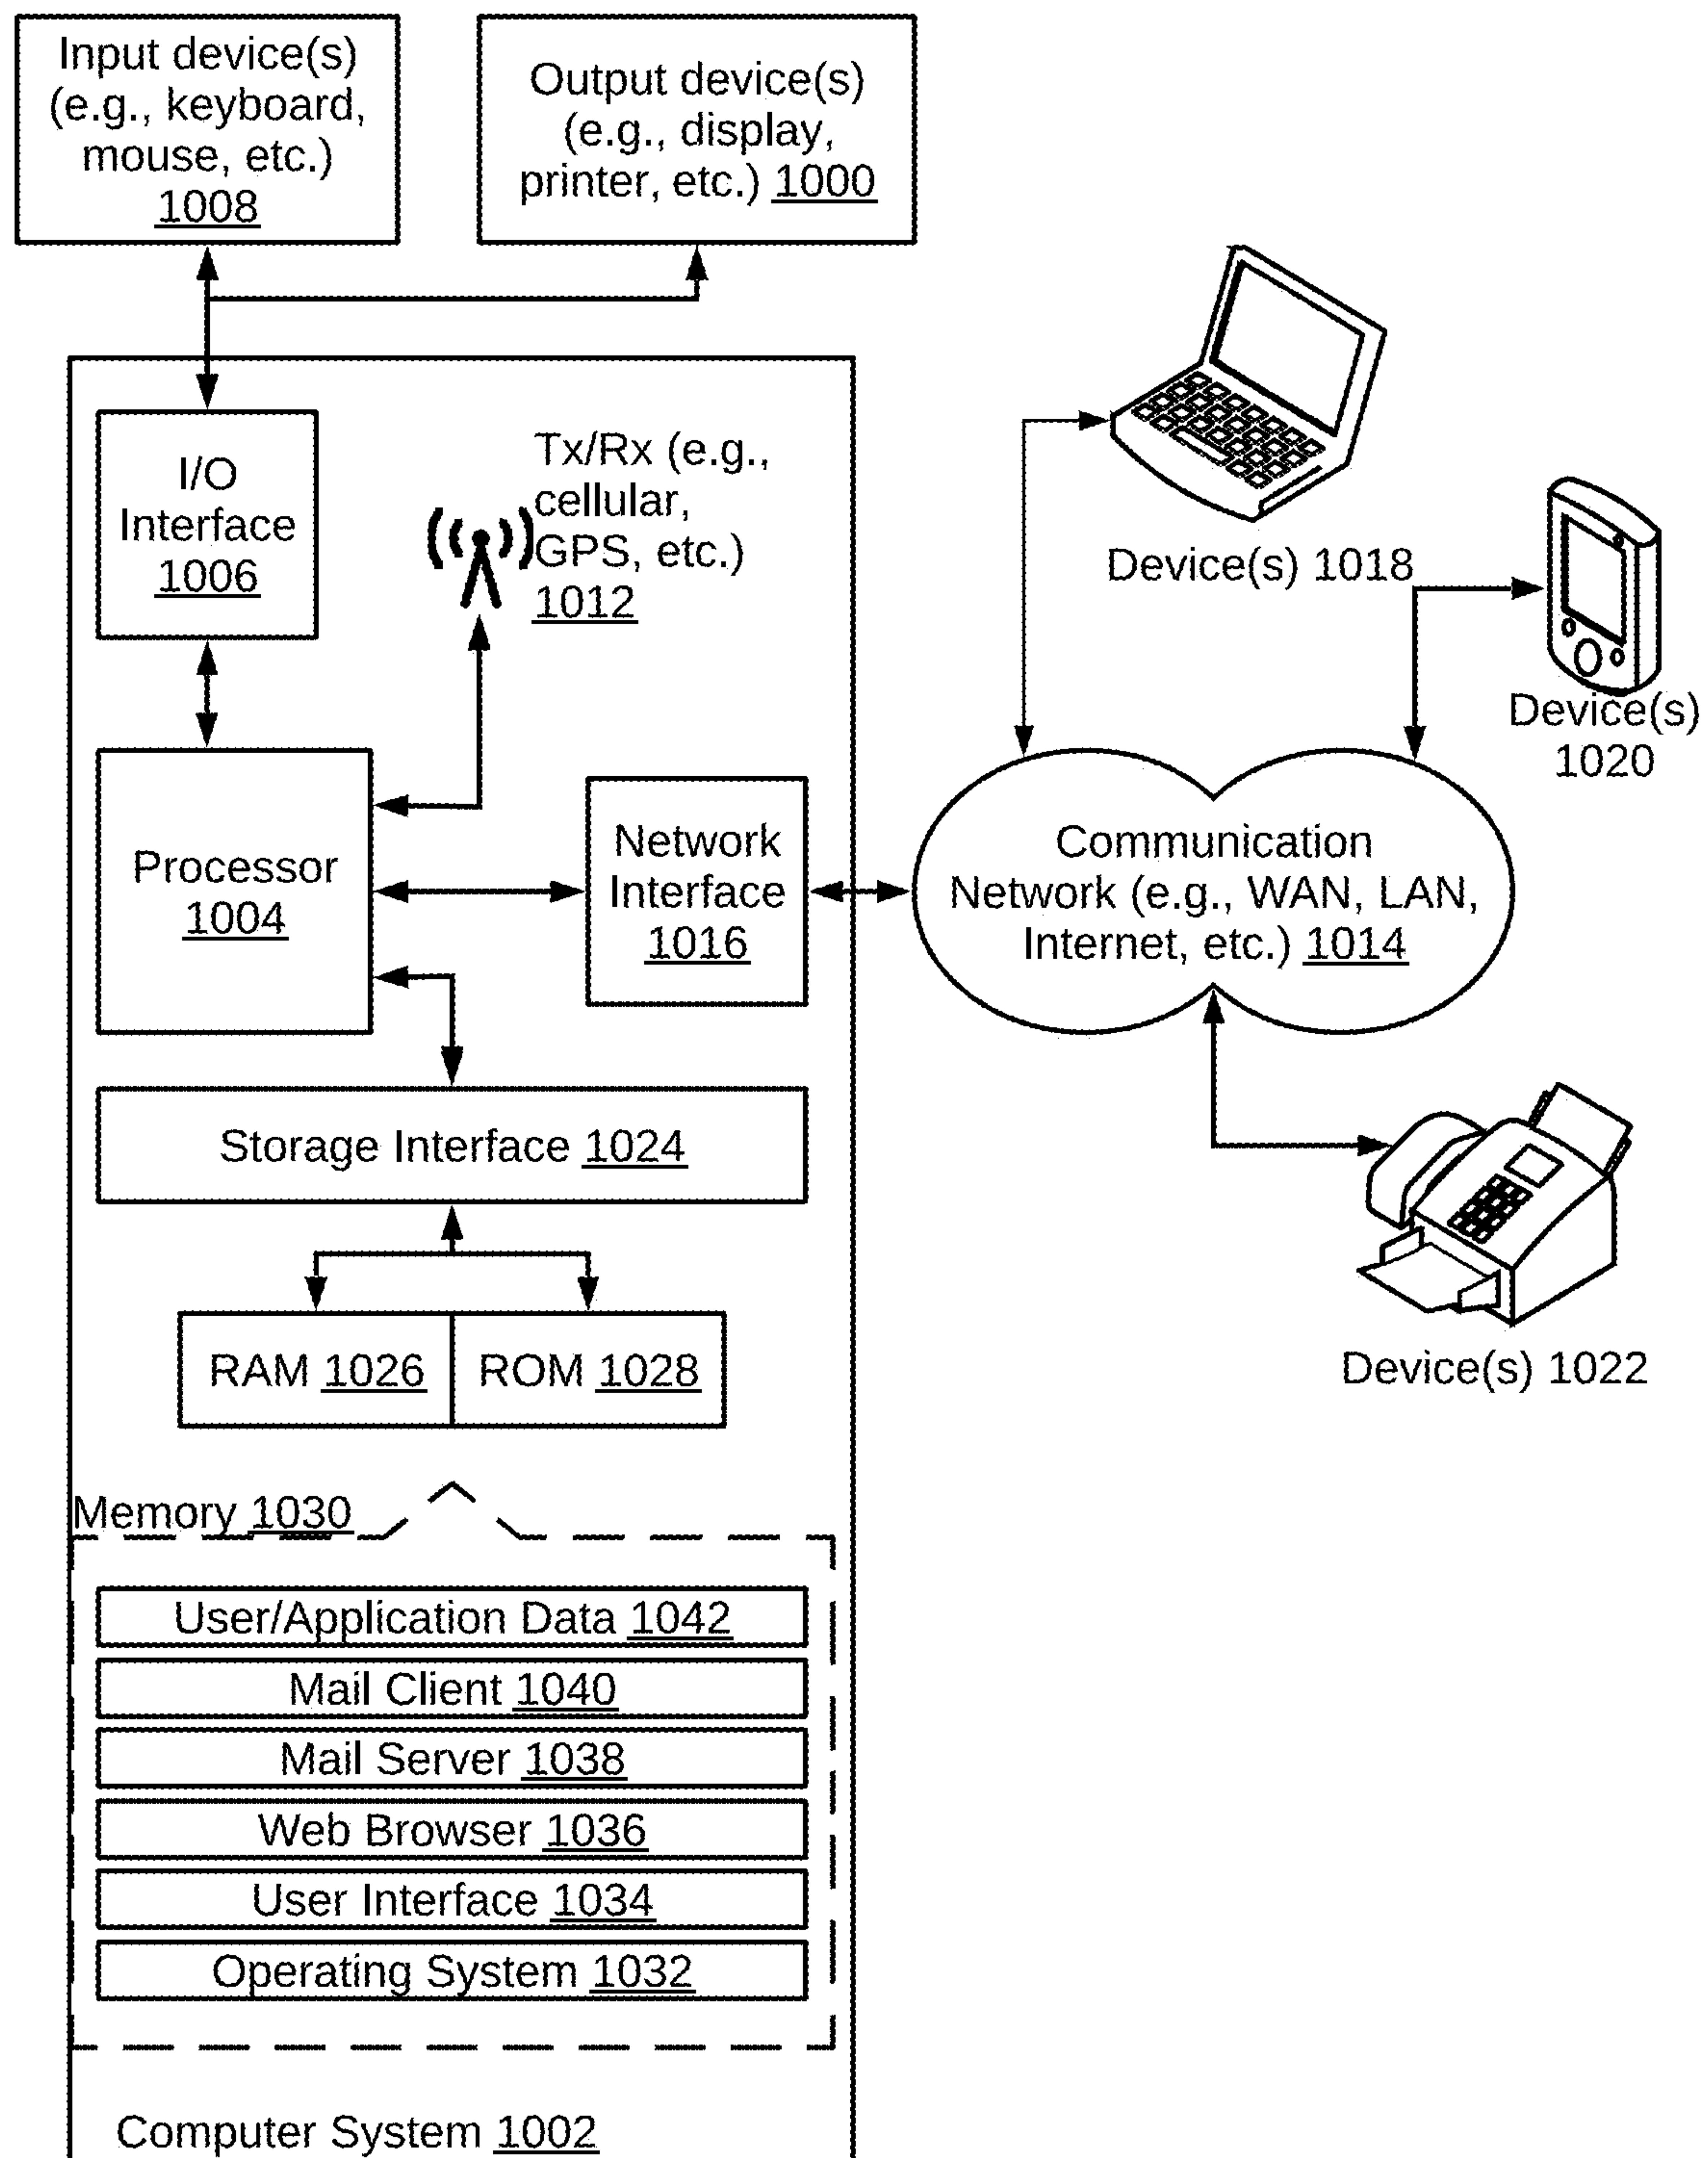 Input device(s)
(e.g., keyboard,
mouse, etc.)
1008
Output device(s)
(e.g., display,
printer, etc.) 1000
I/O
Interface
1006
Tx/Rx (e.g.,
cellular,
GPS, etc.)
1012
Device(s) 1018
Device(s)
1020
Processor
1004
Network
Interface
1016
Communication
Network (e.g., WAN, LAN,
Internet, etc.) 1014
Storage Interface 1024
RAM 1026
ROM 1028
Device(s) 1022
Memory 1030
User/Application Data 1042
Mail Client 1040
Mail Server 1038
Web Browser 1036
User Interface 1034
Operating System 1032
Computer System 1002